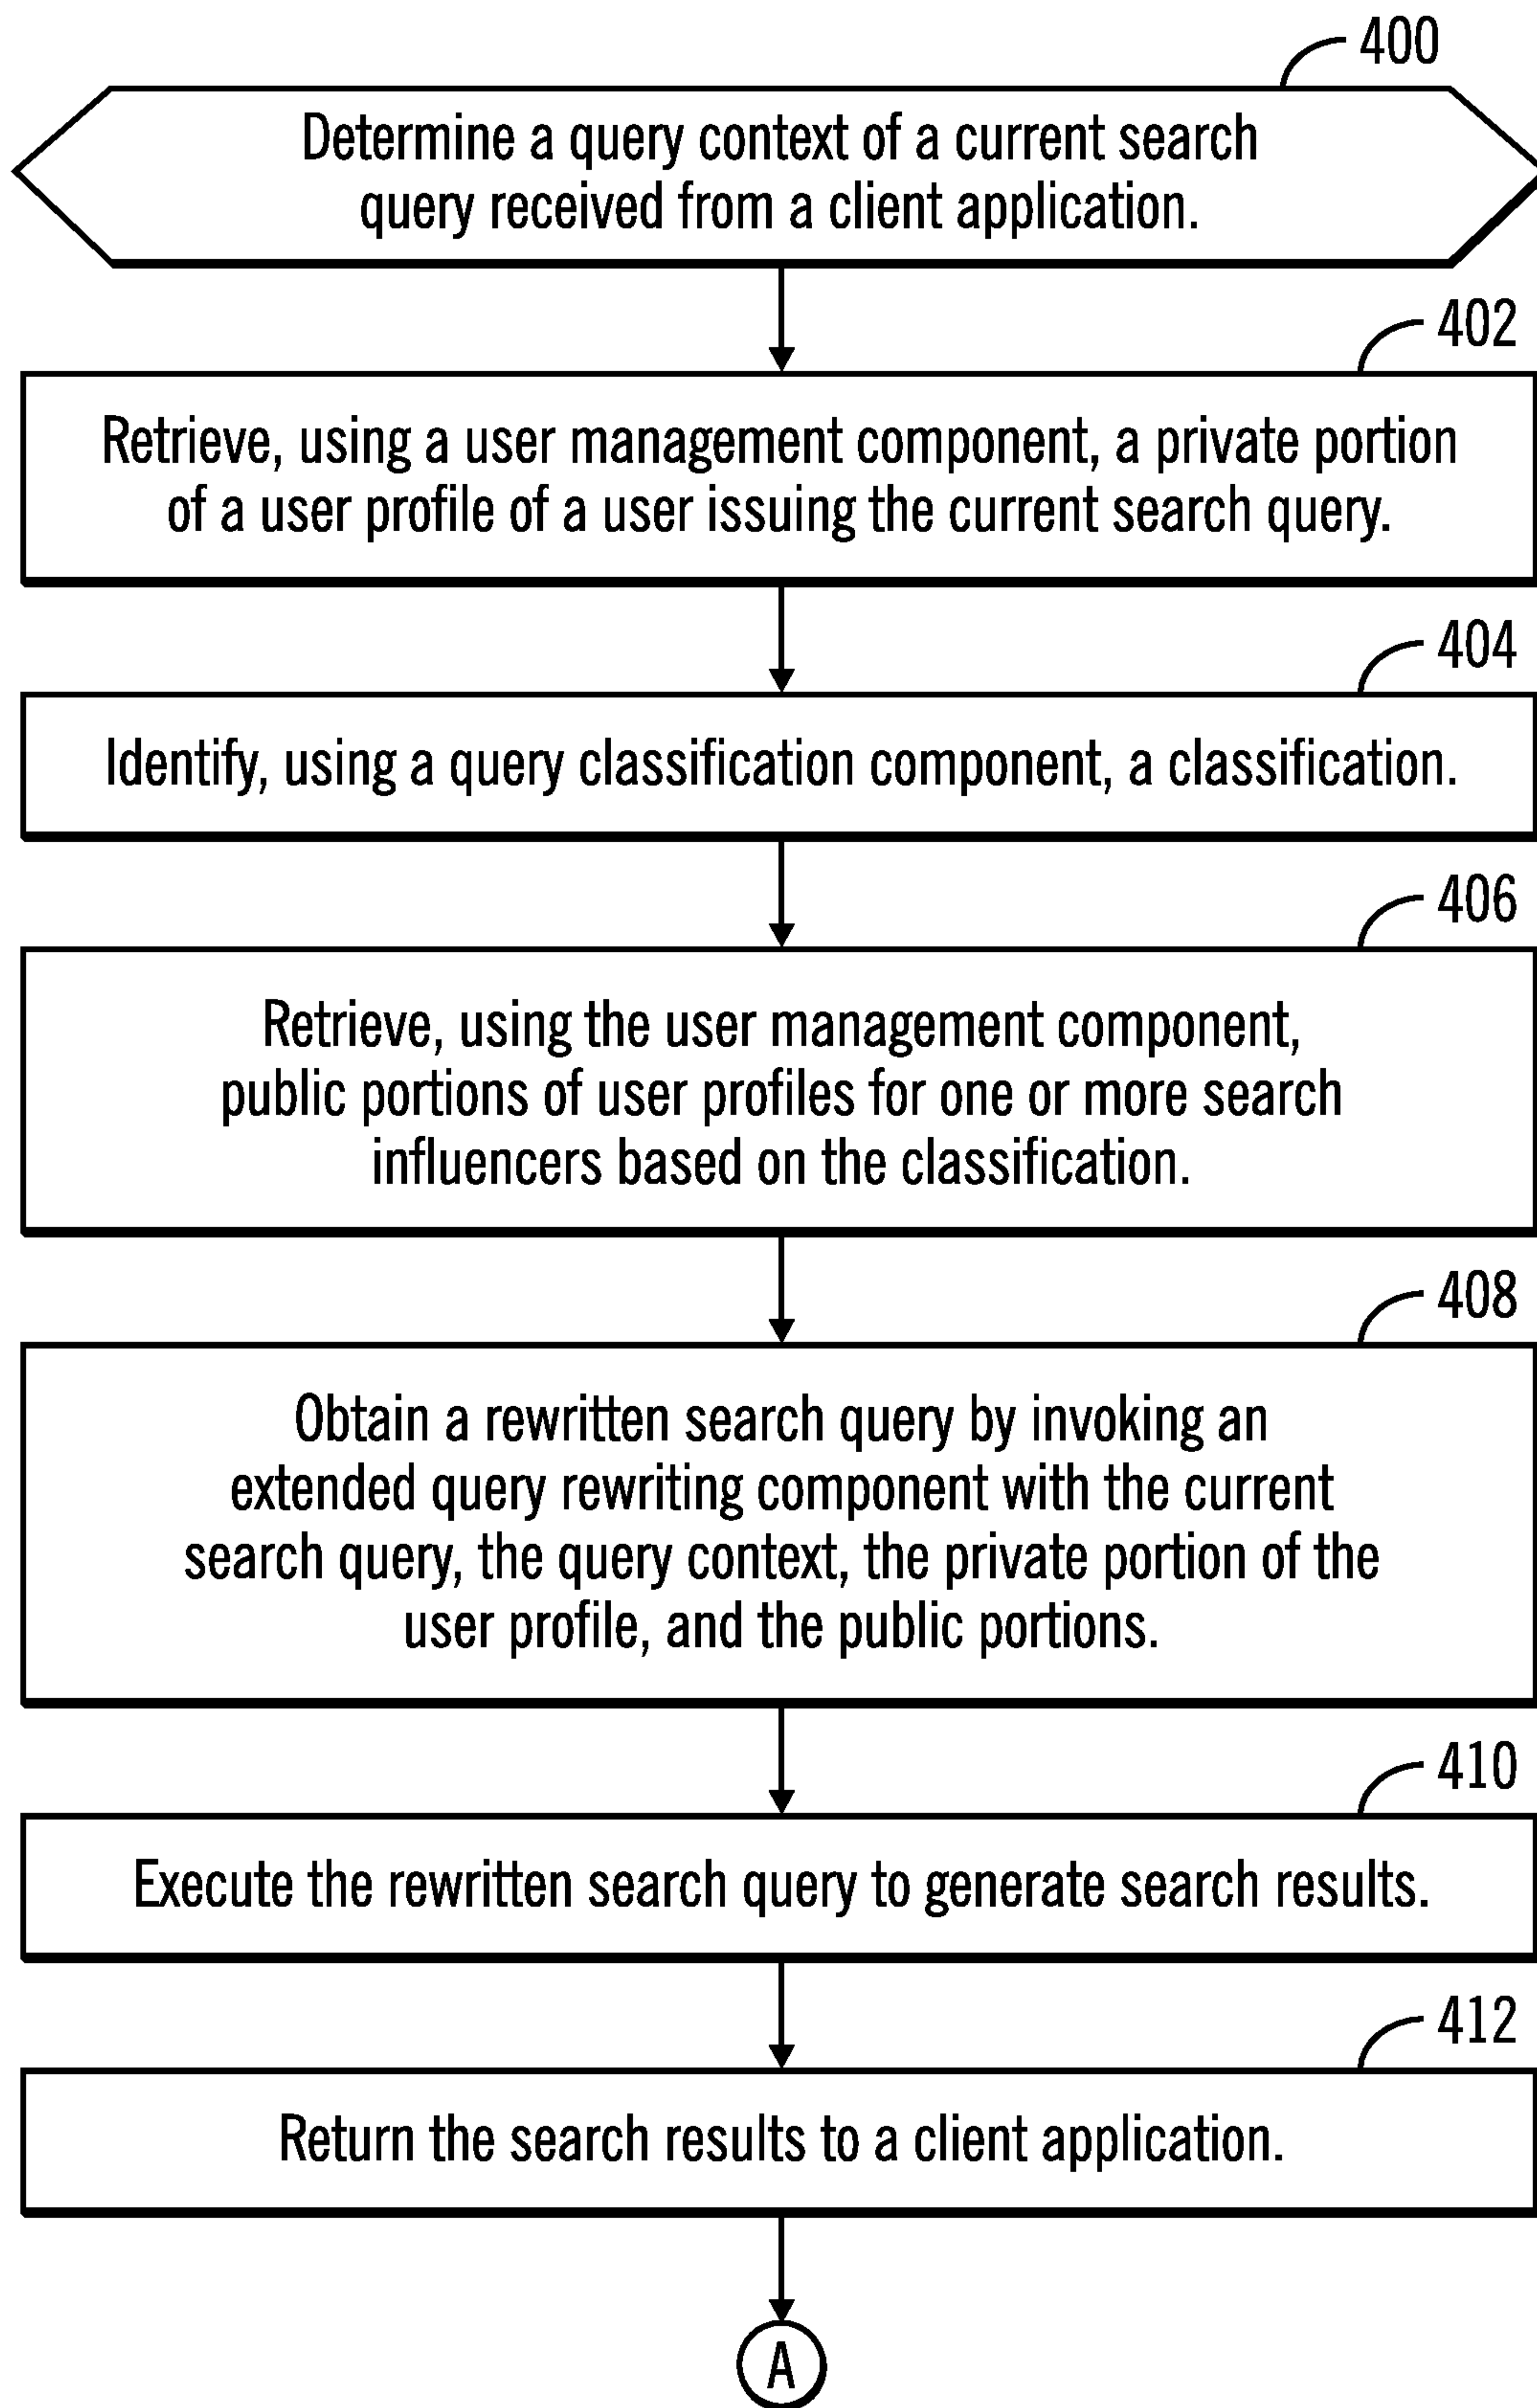 400
Determine a query context of a current search
query received from a client application.
402
Retrieve, using a user management component, a private portion
of a user profile of a user issuing the current search query.
404
Identify, using a query classification component, a classification.
406
Retrieve, using the user management component,
public portions of user profiles for one or more search
influencers based on the classification.
408
Obtain a rewritten search query by invoking an
extended query rewriting component with the current
search query, the query context, the private portion of the
user profile, and the public portions.
410
Execute the rewritten search query to generate search results.
412
Return the search results to a client application.
A